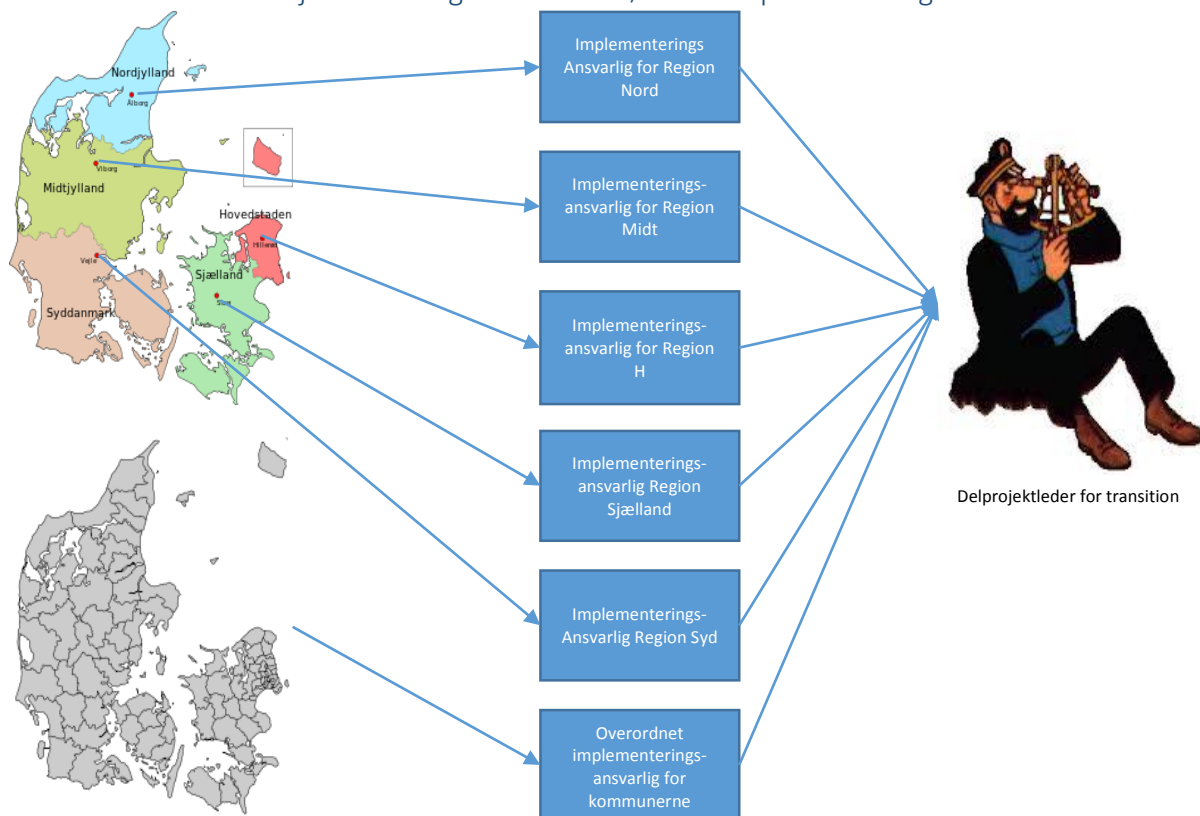 Nordjylland
Ålborg
Viborg
Midtjylland
Hovedstaden
Hillerød
Vejle
Sjælland
Syddanmark
Implementerings
Ansvarlig for Region
Nord
Implementerings-
ansvarlig for Region
Midt
Implementerings-
ansvarlig for Region
H
Implementerings-
ansvarlig Region
Sjælland
Implementerings-
Ansvarlig Region Syd
Overordnet
implementerings-
ansvarlig for
kommunerne
Delprojektleder for transition